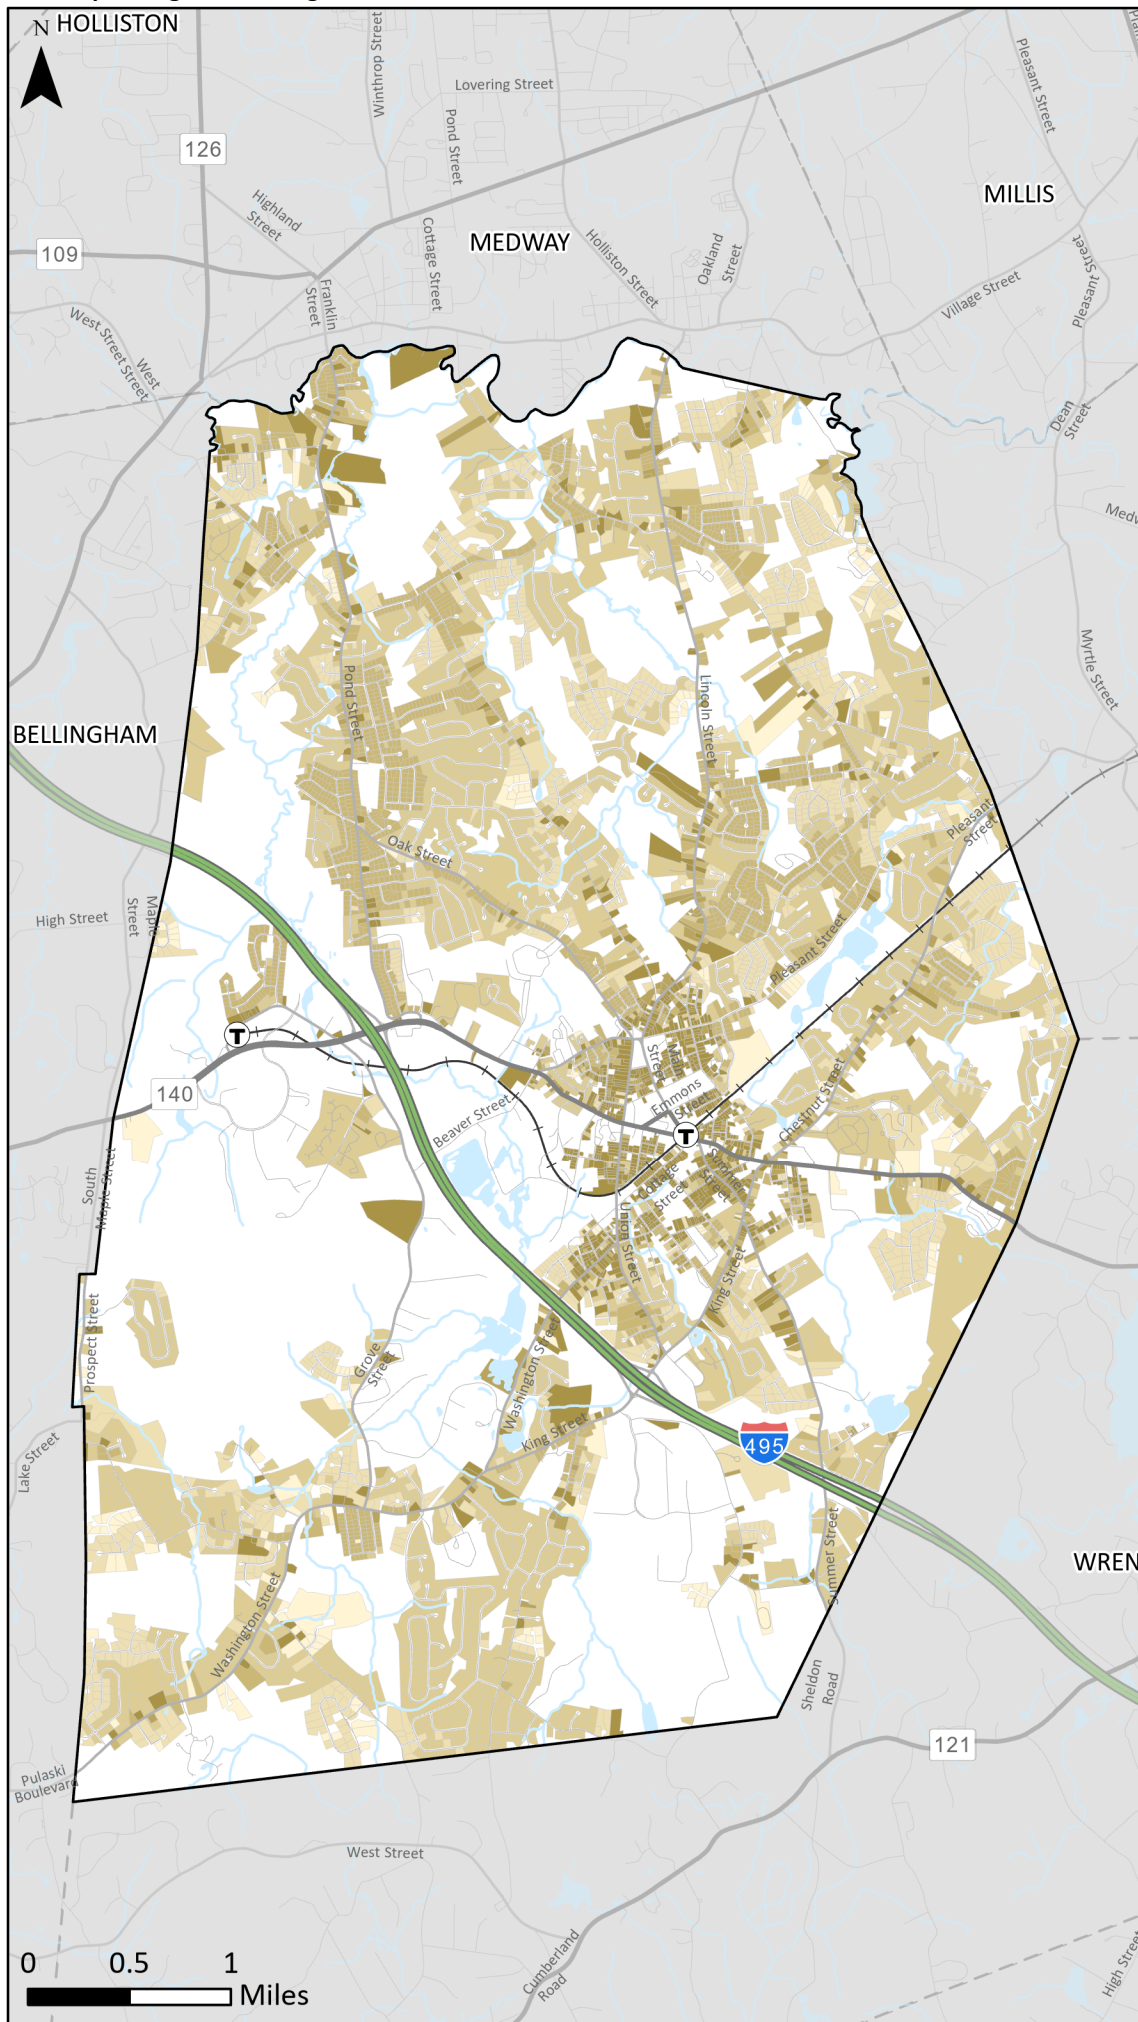 N
HOLLISTON
Winthrop Street
Lovering Street
Pond Street
Pleasant Street
126
Highland
Street
MILLIS
109
Cottage Street
MEDWAY
Holliston Street
Oakland
Street
Franklin
Street
Village Street
Pleasant Street
West Street
West
Street
Dean
Street
Pond Street
Lincoln Street
Myrtle Street
BELLINGHAM
Pleasant
Street
Oak Street
High Street
Maple
Street
Pleasant Street
T
140
Main
Street
Emmons
Street
Beaver Street
Chestnut Street
T
Summer
Street
Cottage
Street
South
Maple Street
Union Street
King Street
Prospect Street
Grove
Street
Washington Street
King Street
Lake Street
495
Summer Street
WREN
Washington Street
Sheldon
Road
121
Pulaski
Boulevard
West Street
Cumberland
Road
High Street
0 0.5 1
Miles